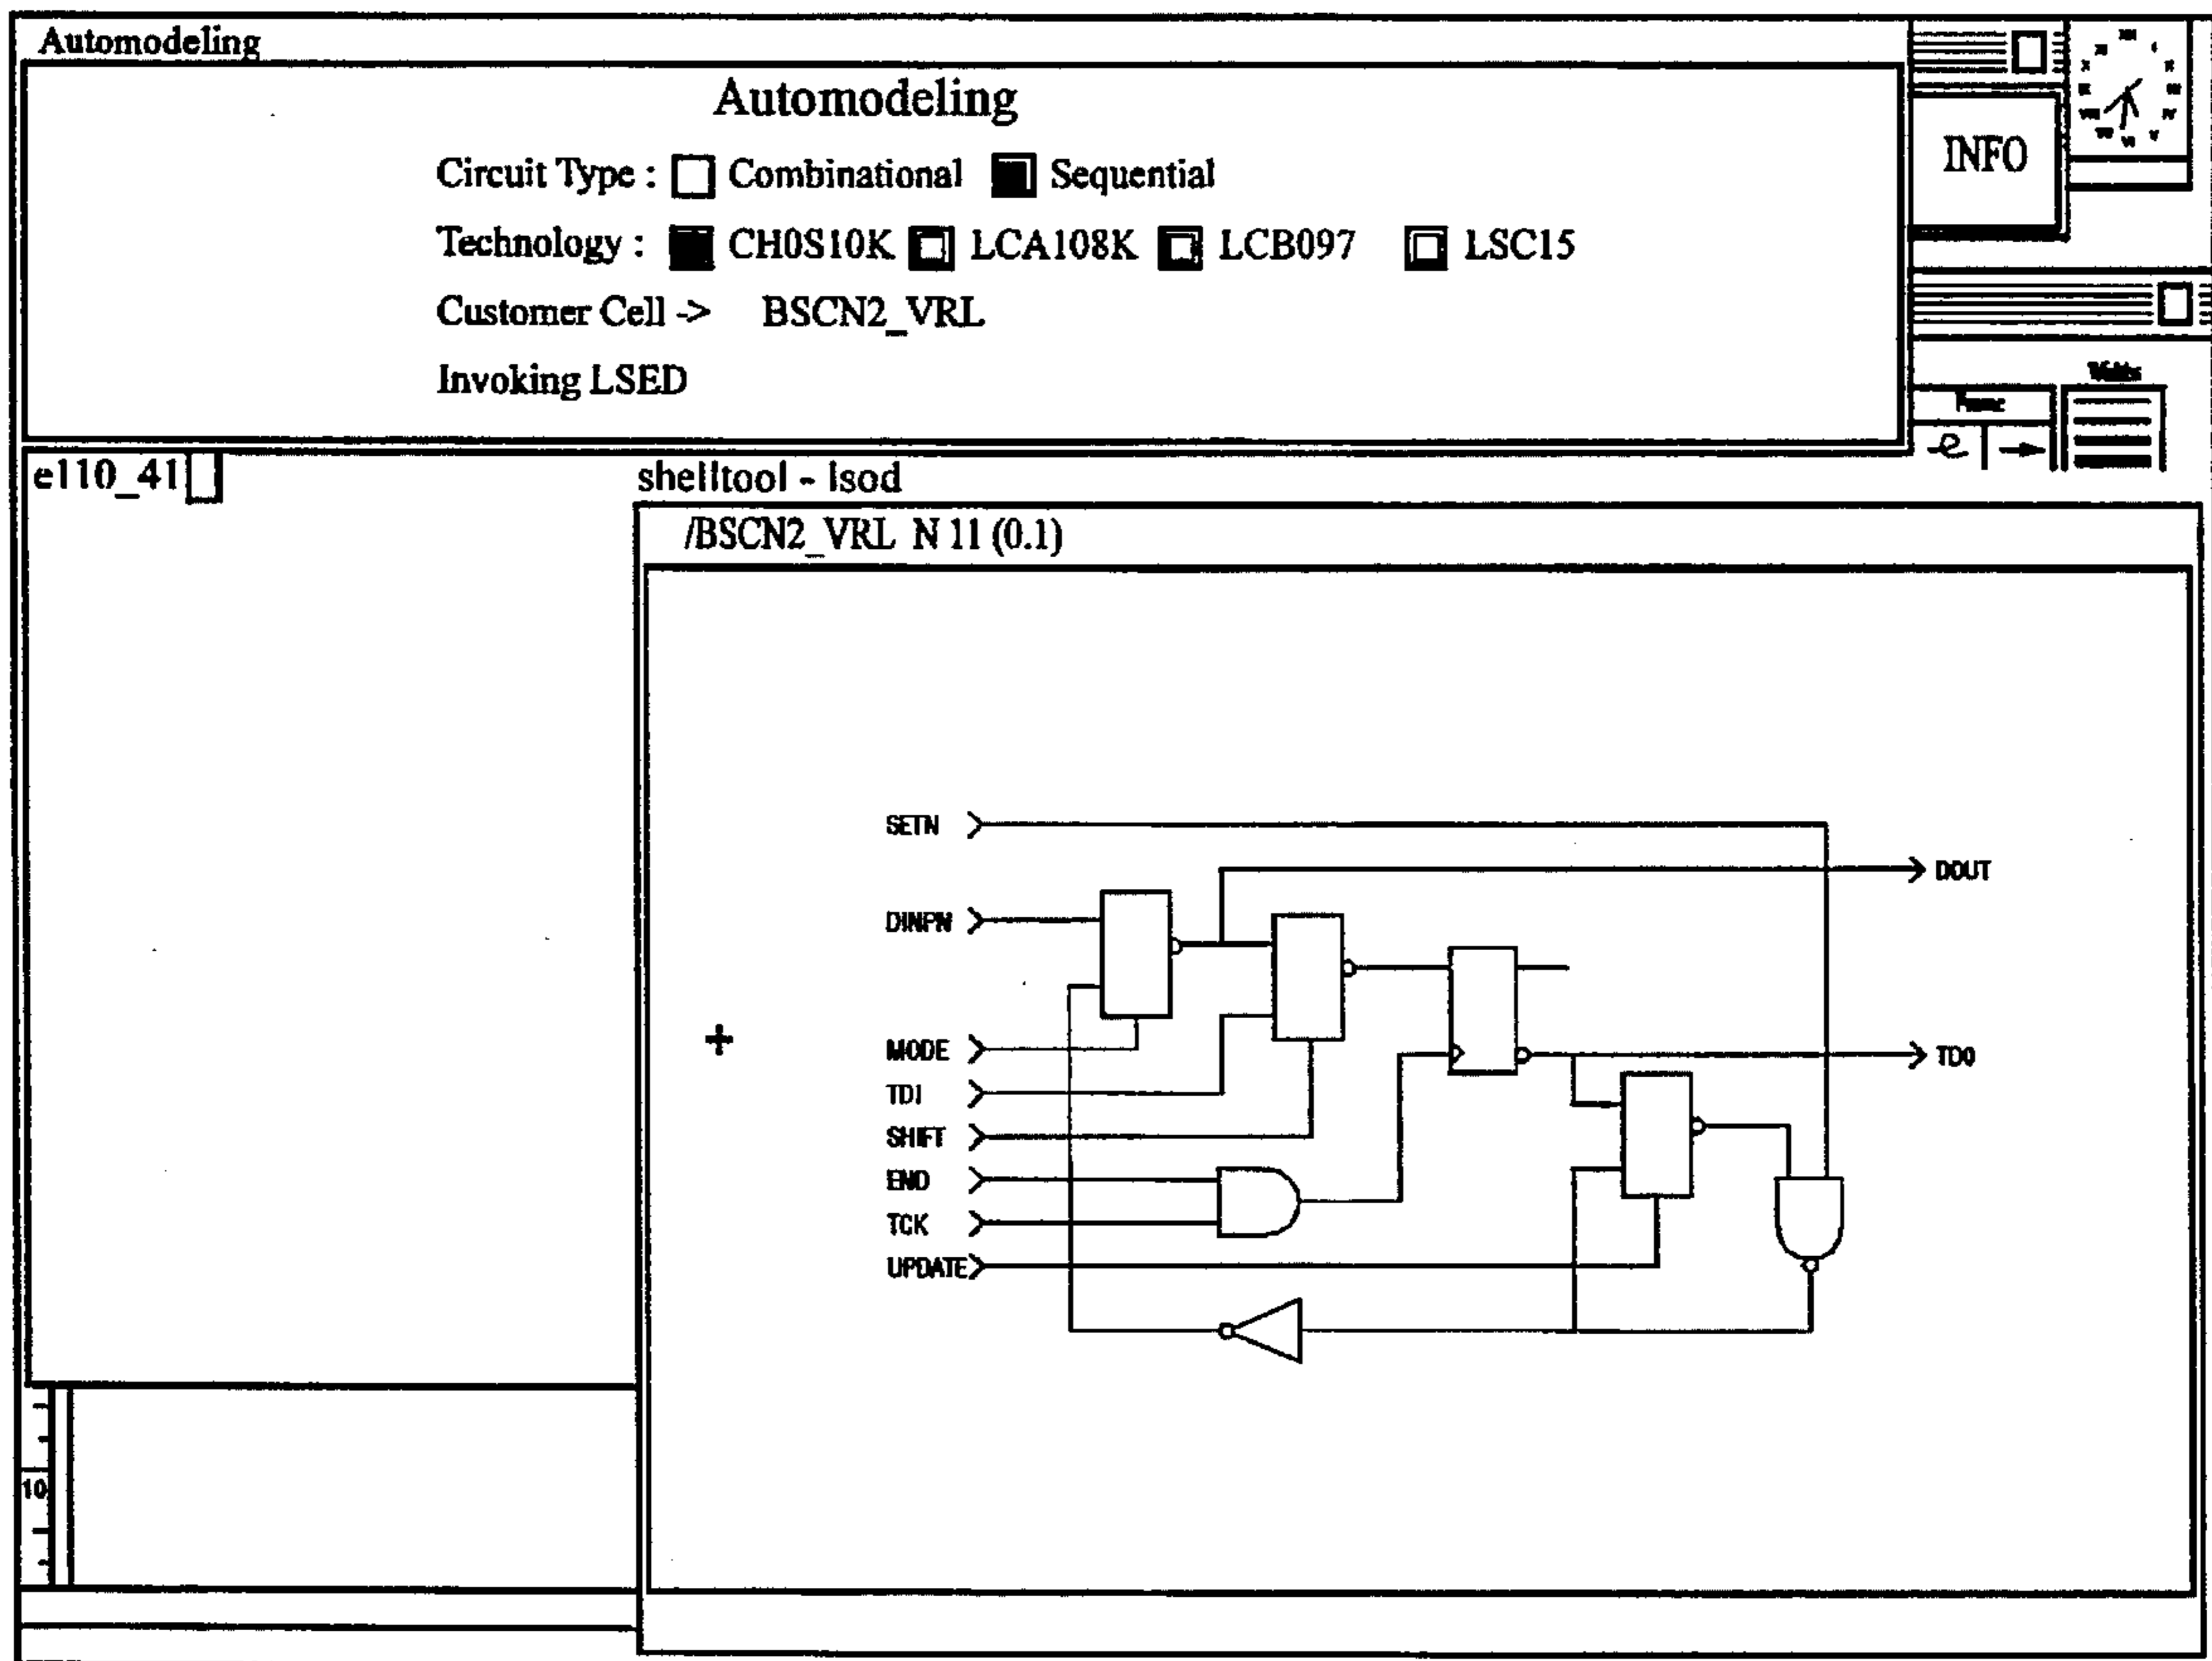 Automodeling
Automodeling
Circuit Type : Combinational Sequential
Technology : CH0S10K LCA108K LCB097 LSC15
Customer Cell -> BSCN2_VRL
Invoking LSED
INFO
e110_41
shelltool - lsod
/BSCN2_VRL N 11 (0.1)
SETN
DOUT
DINPN
MODE
TDO
TDI
SHIFT
END
TCK
UPDATE
10